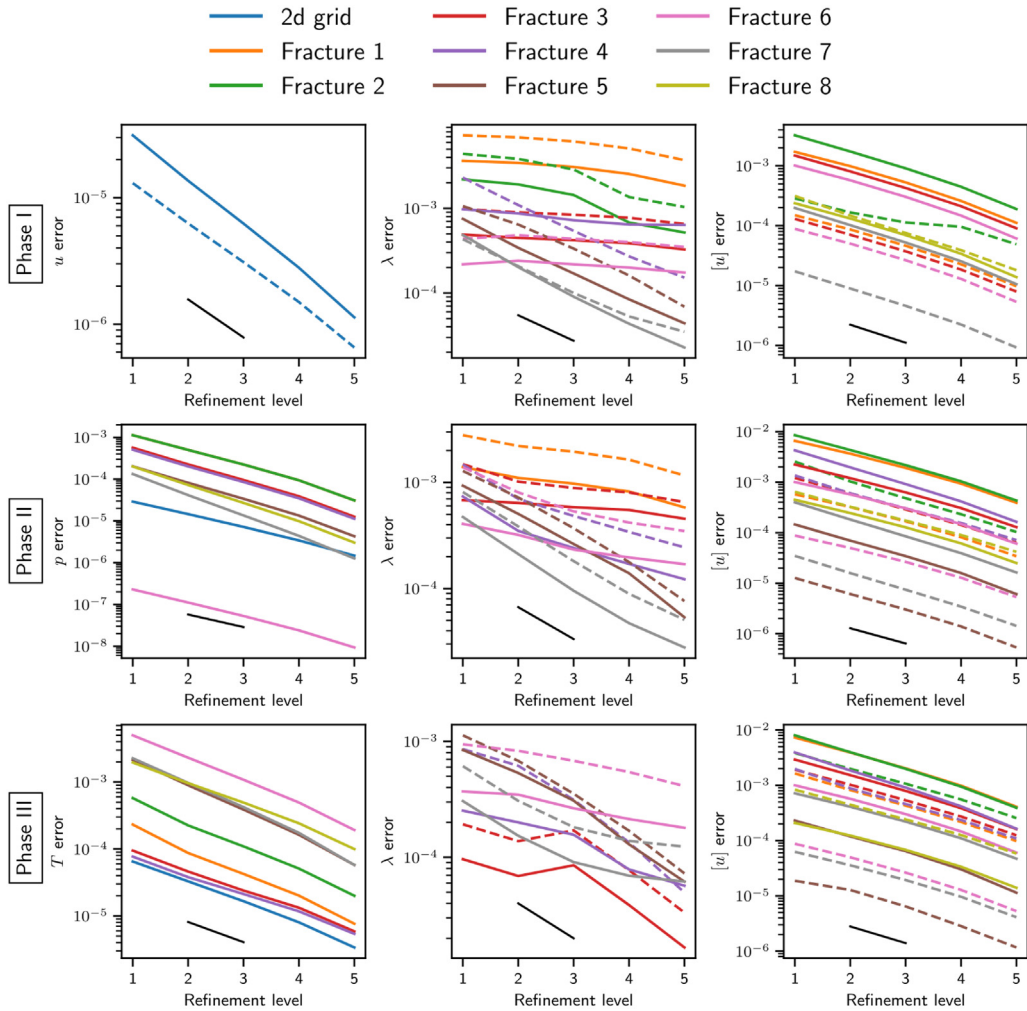 2d grid
Fracture 1
Fracture 2
Fracture 3
Fracture 4
Fracture 5
Fracture 6
Fracture 7
Fracture 8
Phase I
u error
10⁻⁵
10⁻⁶
1 2 3 4 5
Refinement level
λ error
10⁻²
10⁻³
10⁻⁴
1 2 3 4 5
Refinement level
[u] error
10⁻³
10⁻⁴
10⁻⁵
10⁻⁶
1 2 3 4 5
Refinement level
Phase II
p error
10⁻³
10⁻⁴
10⁻⁵
10⁻⁶
10⁻⁷
10⁻⁸
1 2 3 4 5
Refinement level
λ error
10⁻³
10⁻⁴
1 2 3 4 5
Refinement level
[u] error
10⁻²
10⁻³
10⁻⁴
10⁻⁵
10⁻⁶
1 2 3 4 5
Refinement level
Phase III
T error
10⁻³
10⁻⁴
10⁻⁵
1 2 3 4 5
Refinement level
λ error
10⁻³
10⁻⁴
1 2 3 4 5
Refinement level
[u] error
10⁻²
10⁻³
10⁻⁴
10⁻⁵
10⁻⁶
1 2 3 4 5
Refinement level